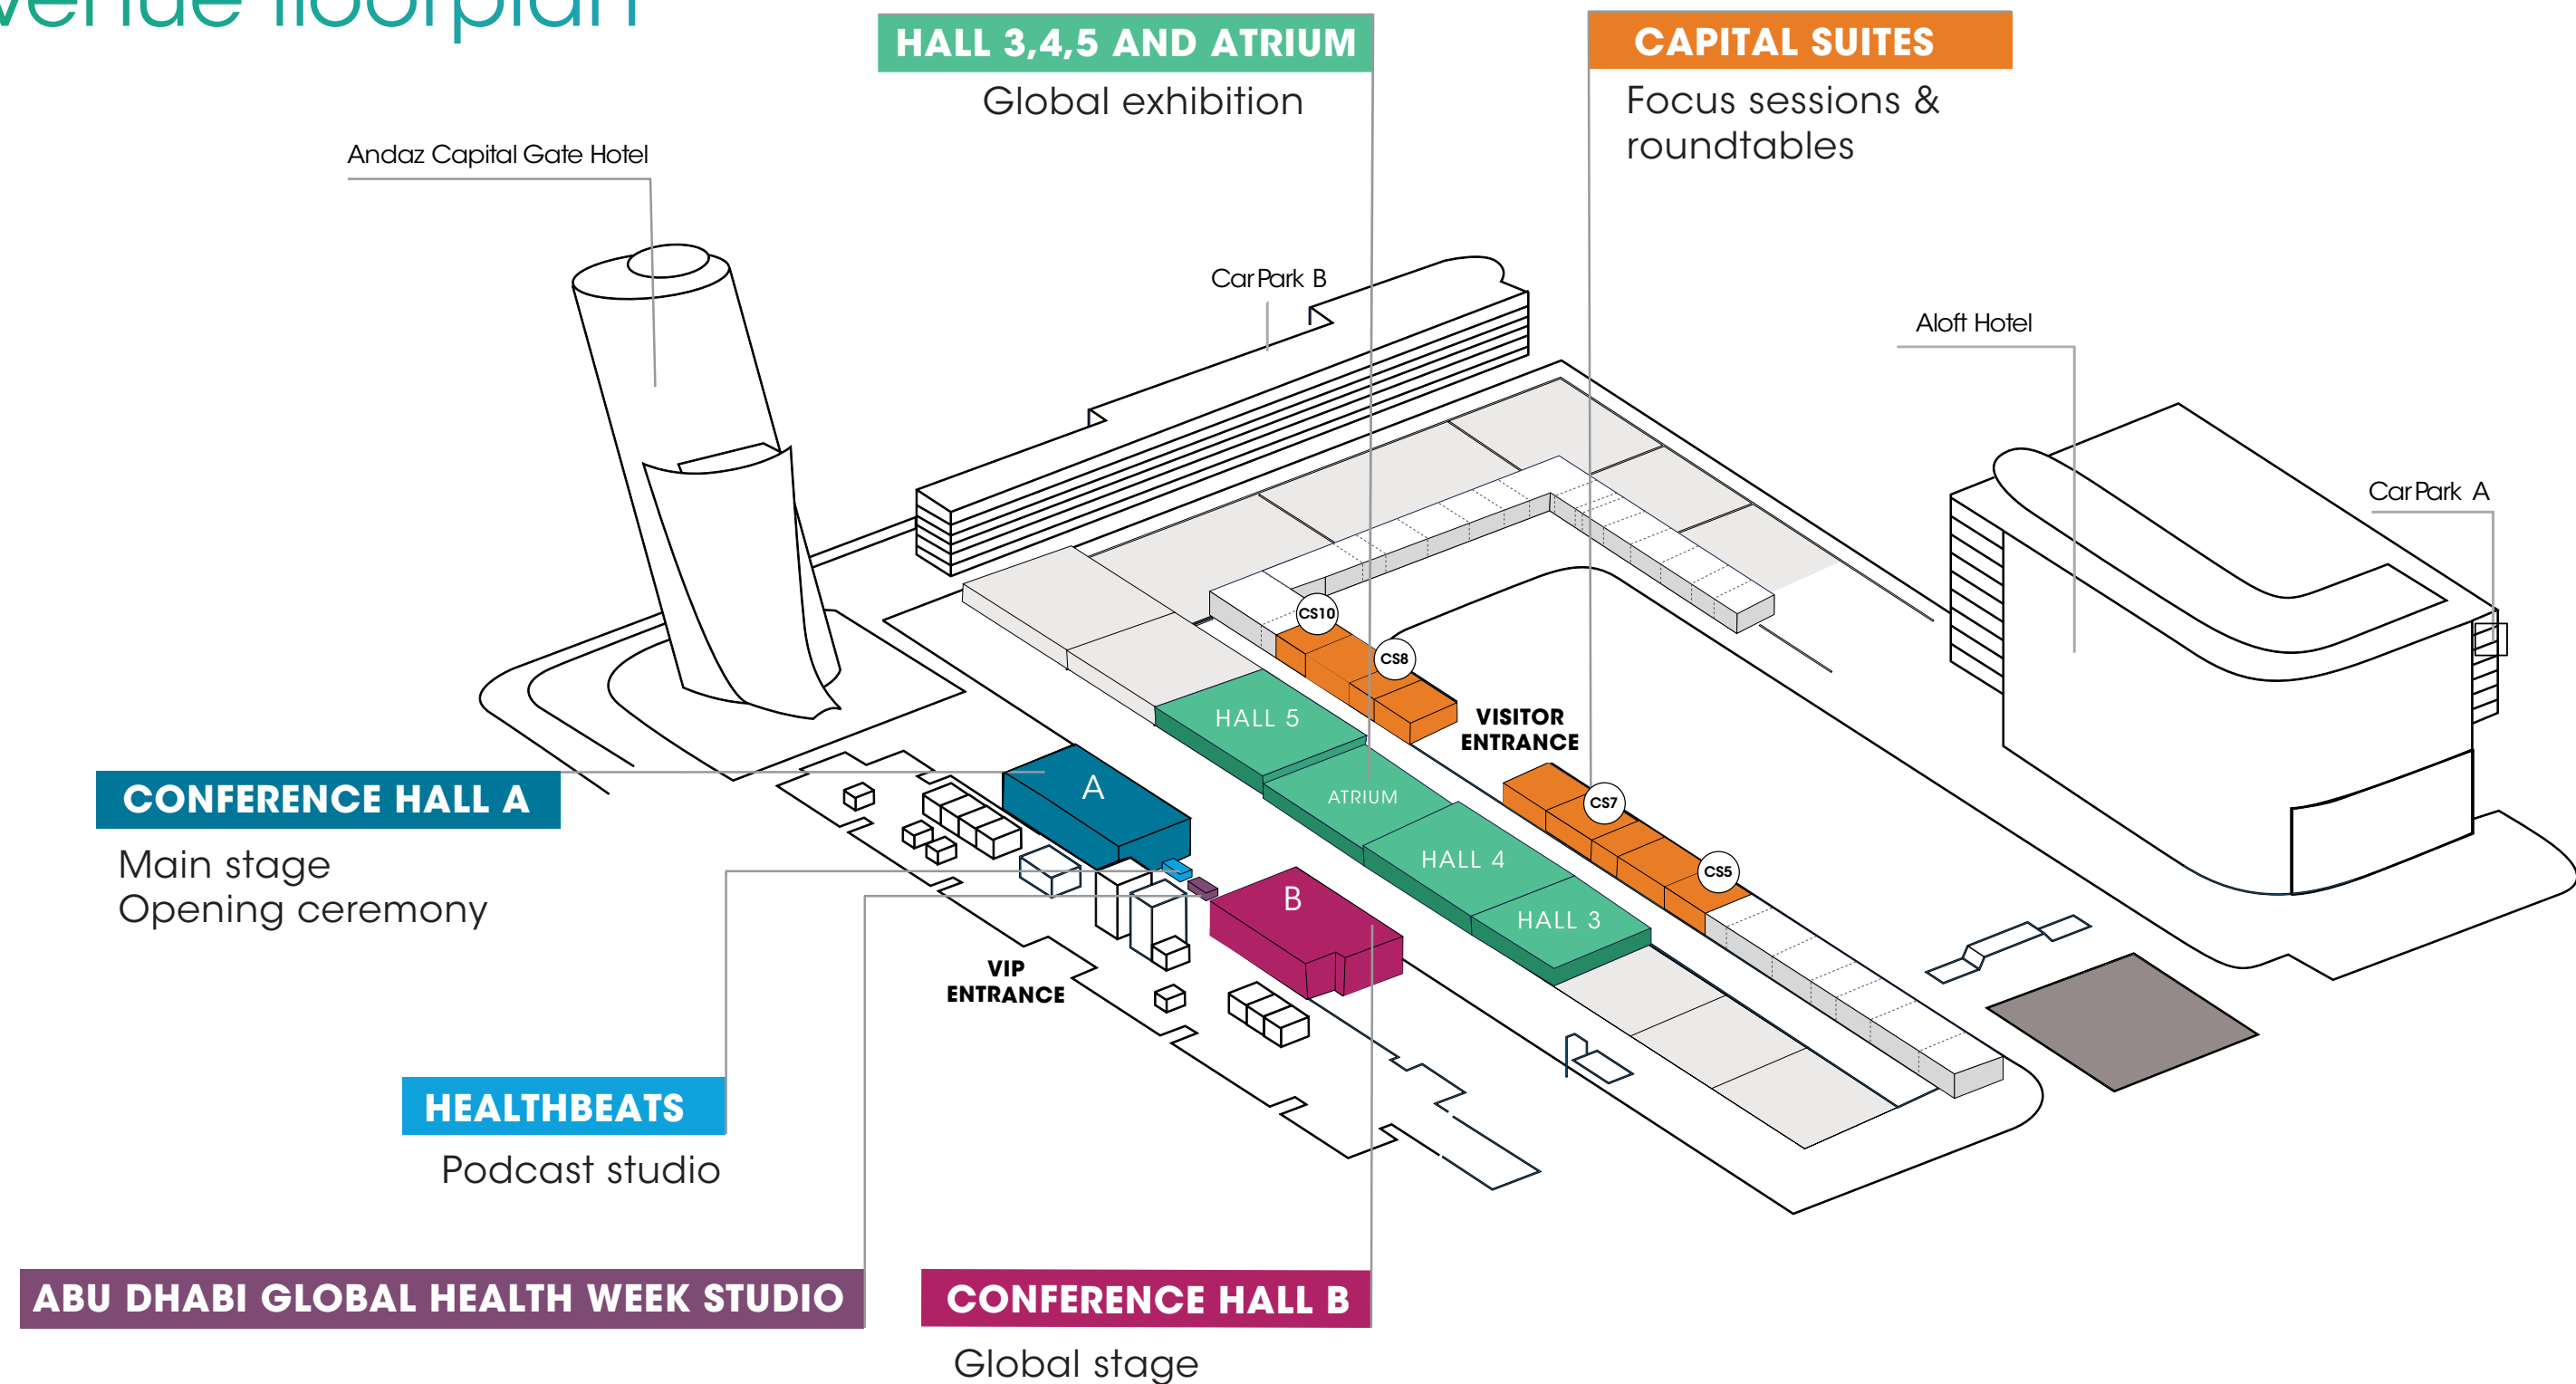 venue floorplan
HALL 3,4,5 AND ATRIUM
Global exhibition
CAPITAL SUITES
Focus sessions &
roundtables
Andaz Capital Gate Hotel
Car Park B
Aloft Hotel
Car Park A
CS10
CS8
HALL 5
VISITOR
ENTRANCE
CONFERENCE HALL A
Main stage
Opening ceremony
A
ATRIUM
CS7
HALL 4
CS5
B
HALL 3
VIP
ENTRANCE
HEALTHBEATS
Podcast studio
ABU DHABI GLOBAL HEALTH WEEK STUDIO
CONFERENCE HALL B
Global stage